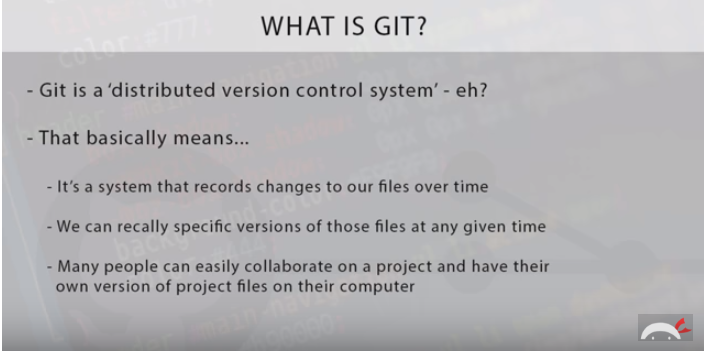 WHAT IS GIT?
- Git is a 'distributed version control system' - eh?
- That basically means...
- It's a system that records changes to our files over time
- We can recally specific versions of those files at any given time
- Many people can easily collaborate on a project and have their
own version of project files on their computer